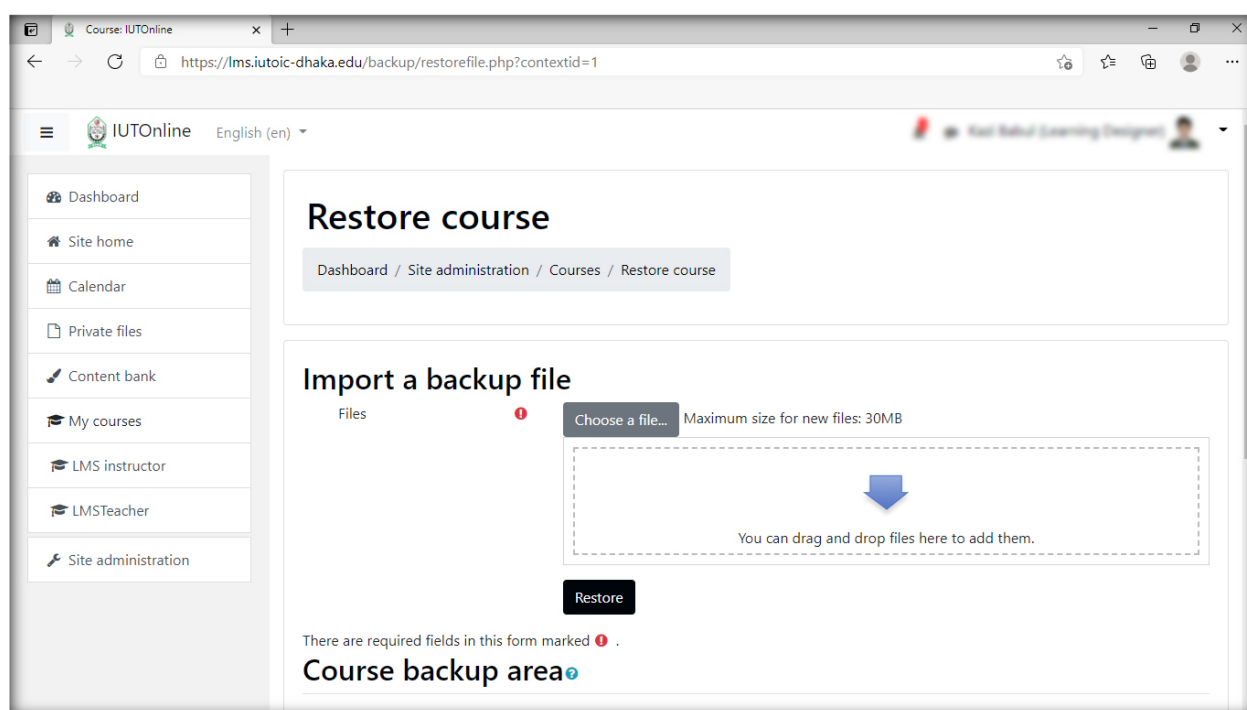 Course: IUTOnline
https://lms.iutoic-dhaka.edu/backup/restorefile.php?contextid=1
IUTOnline English (en)
Dashboard
Site home
Calendar
Private files
Content bank
My courses
LMS instructor
LMSTeacher
Site administration
Restore course
Dashboard / Site administration / Courses / Restore course
Import a backup file
Files
Choose a file... Maximum size for new files: 30MB
You can drag and drop files here to add them.
Restore
There are required fields in this form marked .
Course backup area